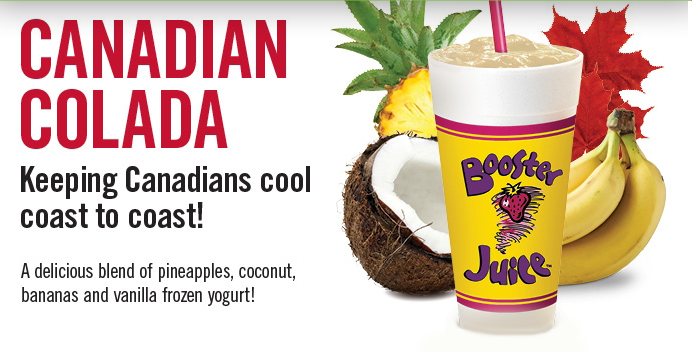 CANADIAN
COLADA
Keeping Canadians cool
coast to coast!
A delicious blend of pineapples, coconut,
bananas and vanilla frozen yogurt!
Booster
Juice